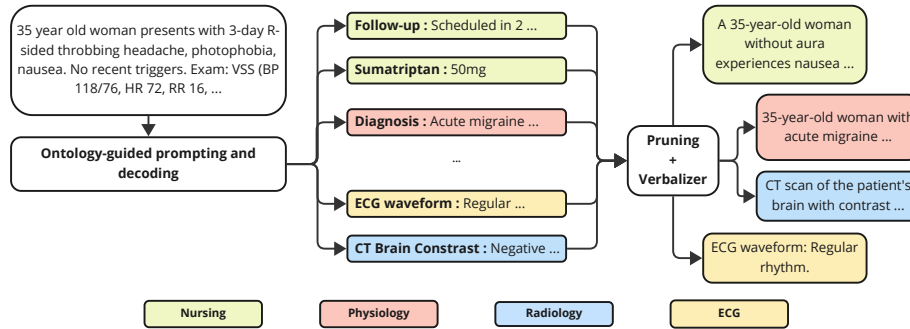 35 year old woman presents with 3-day R-
sided throbbing headache, photophobia,
nausea. No recent triggers. Exam: VSS (BP
118/76, HR 72, RR 16, ...
Ontology-guided prompting and
decoding
Follow-up : Scheduled in 2 ...
Sumatriptan : 50mg
Diagnosis : Acute migraine ...
...
ECG waveform : Regular ...
CT Brain Constrast : Negative ...
Pruning
+
Verbalizer
A 35-year-old woman
without aura
experiences nausea ...
35-year-old woman with
acute migraine ...
CT scan of the patient's
brain with contrast ...
ECG waveform: Regular
rhythm.
Nursing
Physiology
Radiology
ECG